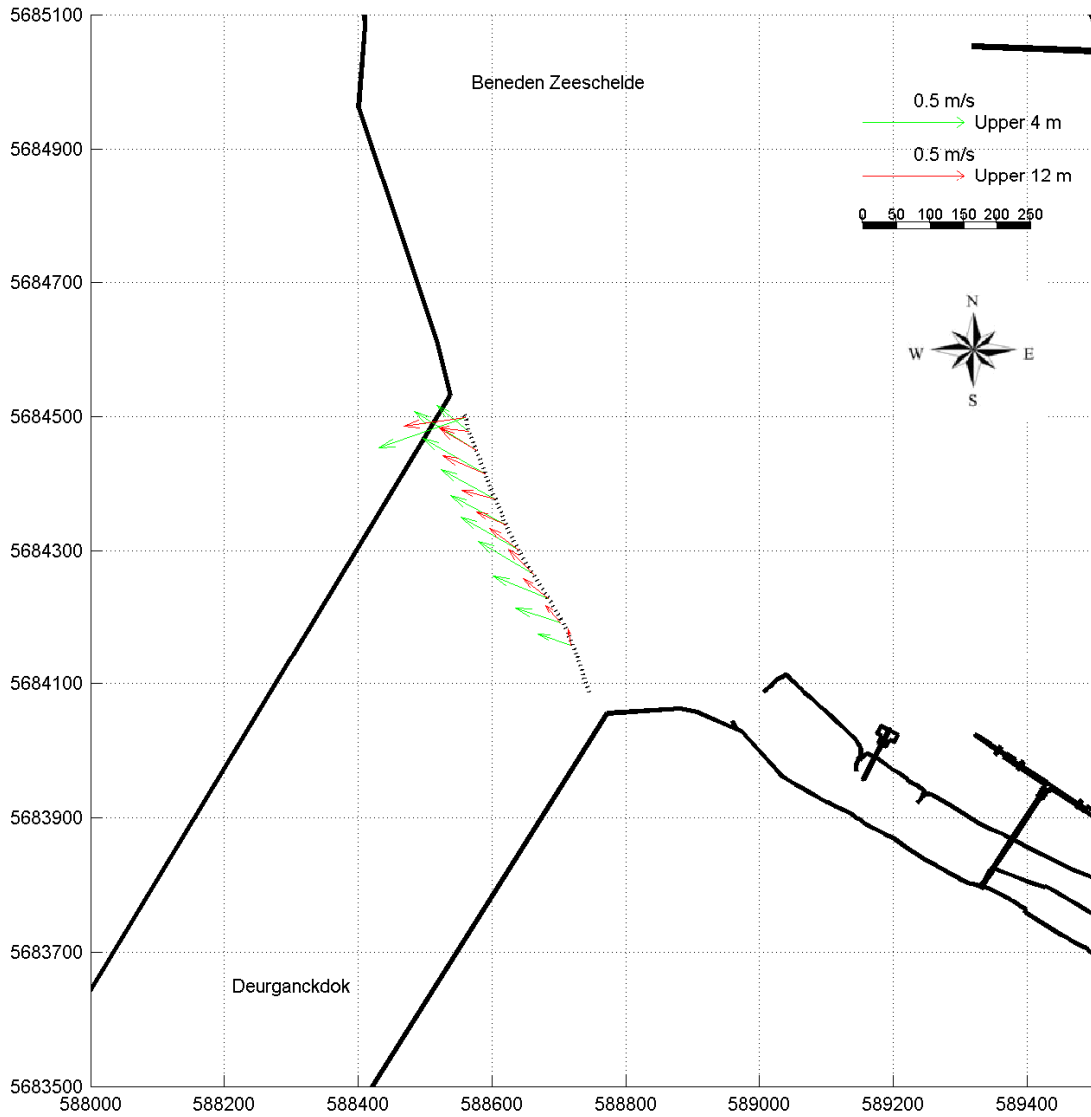 5685100
Beneden Zeeschelde
0.5 m/s
Upper 4 m
5684900
0.5 m/s
Upper 12 m
0 50 100 150 200 250
5684700
N
W E
S
5684500
5684300
5684100
5683900
5683700
Deurganckdok
5683500
588000 588200 588400 588600 588800 589000 589200 589400